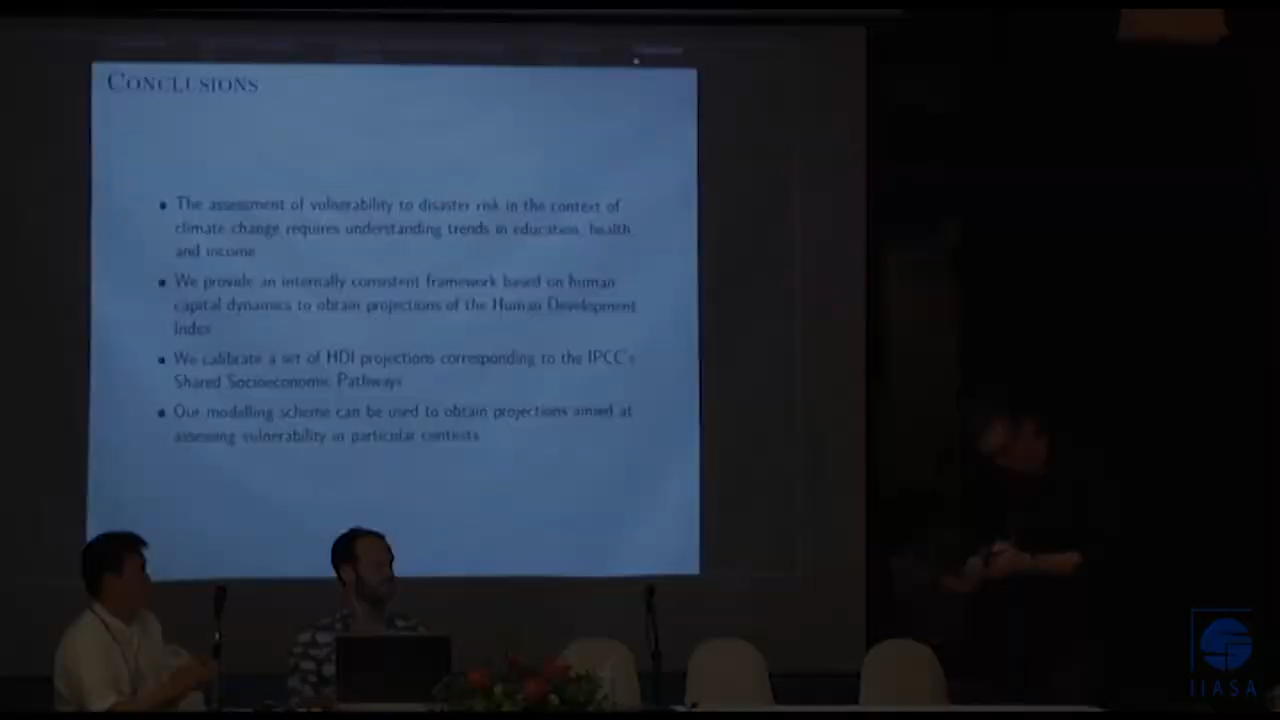 CONCLUSIONS
The assessment of vulnerability to disaster risk in the context of
climate change requires understanding trends in education, health
and income
We provide an internally consistent framework based on human
capital dynamics to obtain projections of the Human Development
Index
We calibrate a set of HDI projections corresponding to the IPCC's
Shared Socioeconomic Pathways
Our modelling scheme can be used to obtain projections aimed at
assessing vulnerability in particular contexts
IIASA